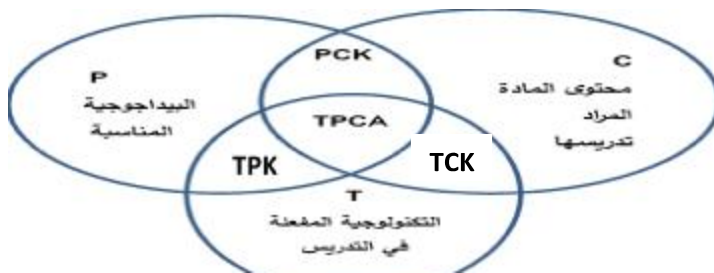 PCK
P
البيداجوجية
المناسبة
C
محتوى المادة
المراد
تدريسها
TPCA
TPK
TCK
T
التكنولوجية المفعلة
في التدريس